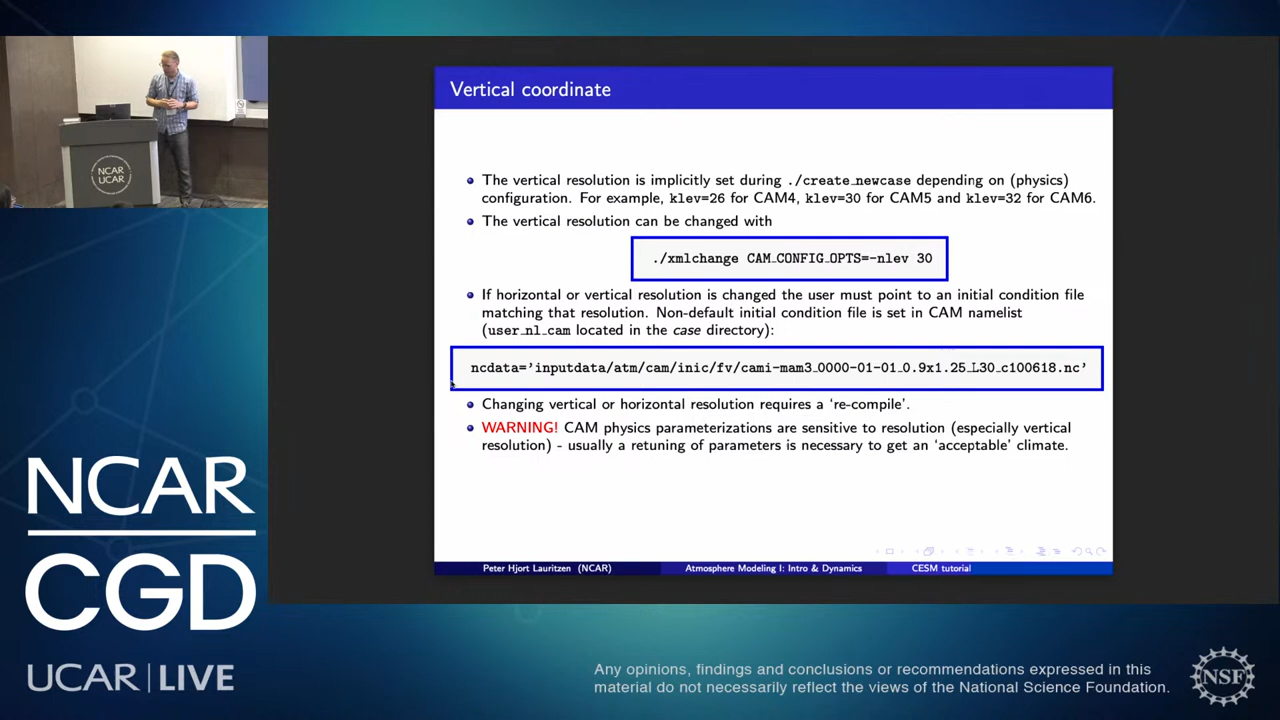 NCAR
UCAR
Vertical coordinate
The vertical resolution is implicitly set during ./create_newcase depending on (physics)
configuration. For example, klev=26 for CAM4, klev=30 for CAM5 and klev=32 for CAM6.
The vertical resolution can be changed with
./xmlchange CAM_CONFIG_OPTS=-nlev 30
If horizontal or vertical resolution is changed the user must point to an initial condition file
matching that resolution. Non-default initial condition file is set in CAM namelist
(user_nl_cam located in the case directory):
ncdata='inputdata/atm/cam/inic/fv/cami-mam3_0000-01-01_0.9x1.25_L30_c100618.nc'
Changing vertical or horizontal resolution requires a 're-compile'.
WARNING! CAM physics parameterizations are sensitive to resolution (especially vertical
resolution) - usually a retuning of parameters is necessary to get an 'acceptable' climate.
Peter Hjort Lauritzen (NCAR)
Atmosphere Modeling I: Intro & Dynamics
CESM tutorial
NCAR
CGD
UCAR | LIVE
Any opinions, findings and conclusions or recommendations expressed in this
material do not necessarily reflect the views of the National Science Foundation.
NSF